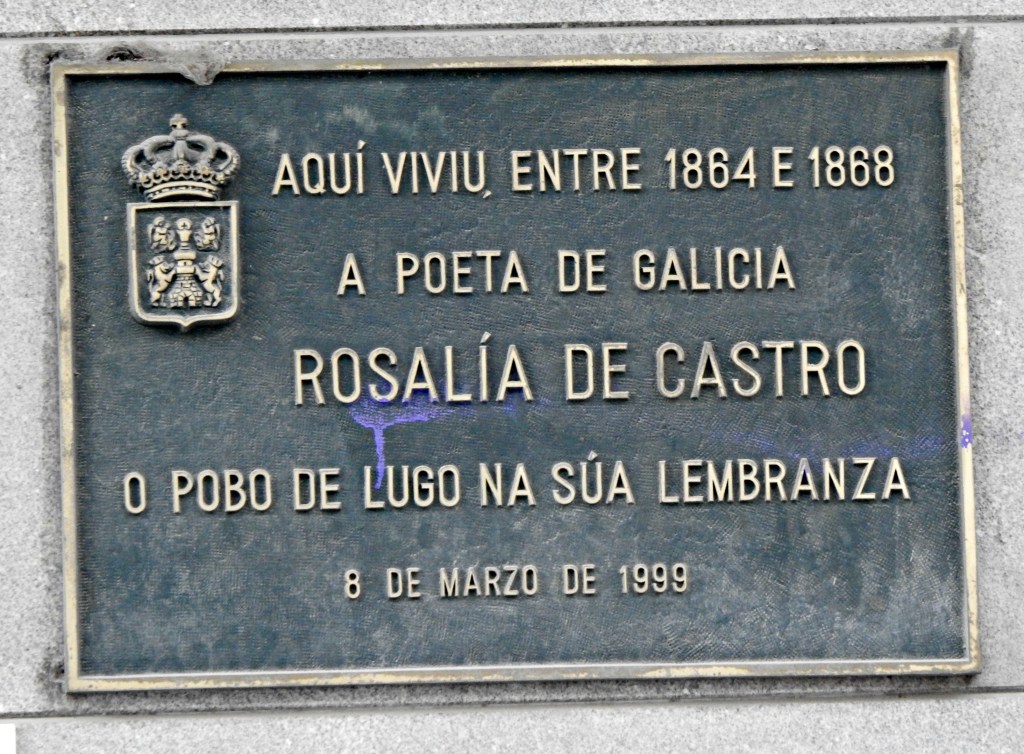 AQUÍ VIVIU, ENTRE 1864 E 1868
A POETA DE GALICIA
ROSALÍA DE CASTRO
O POBO DE LUGO NA SÚA LEMBRANZA
8 DE MARZO DE 1999